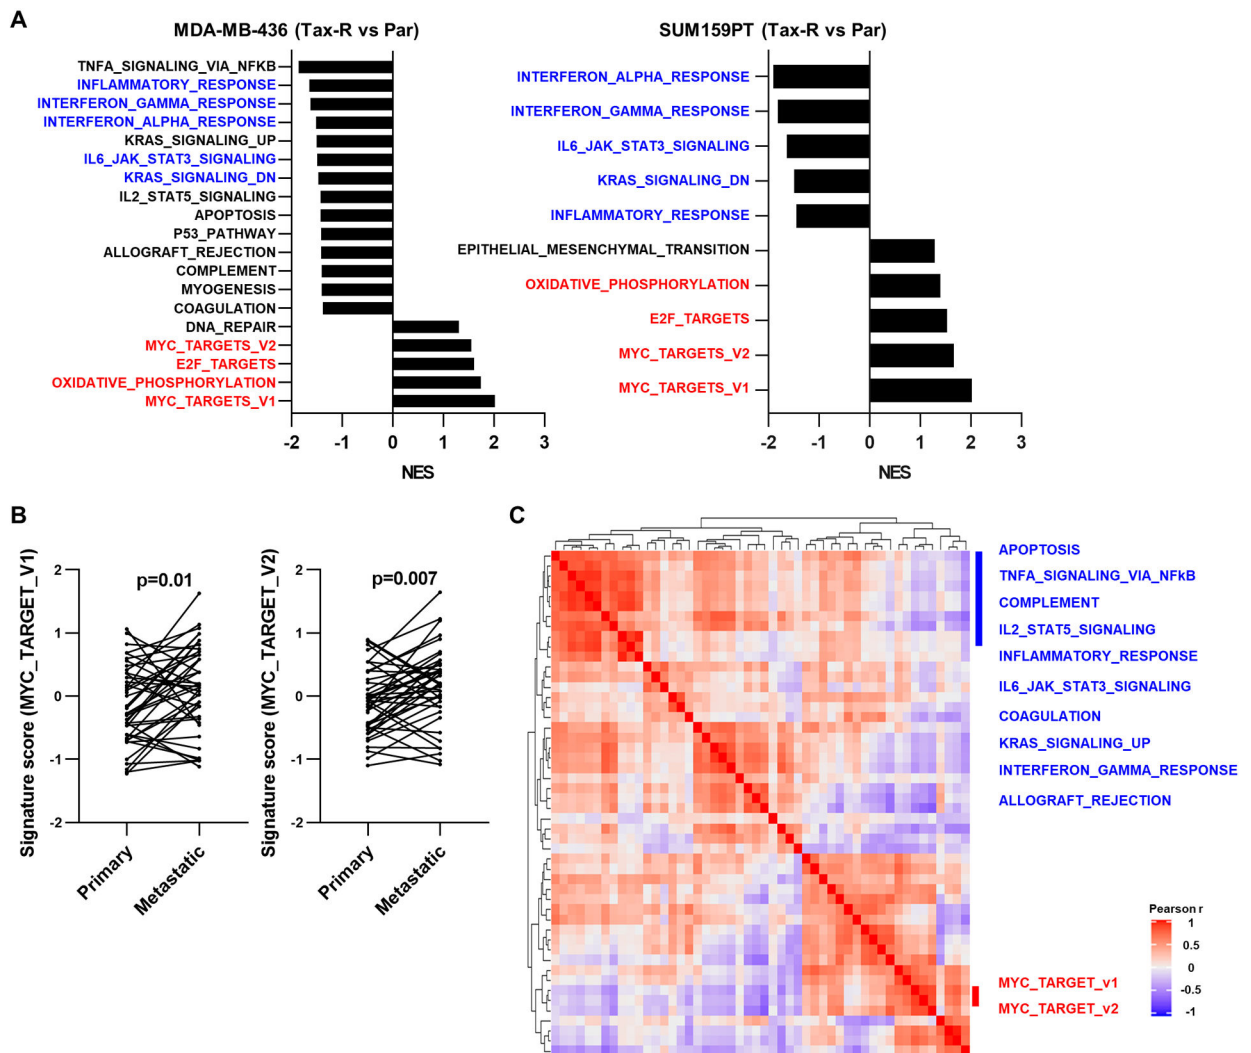 A
MDA-MB-436 (Tax-R vs Par)
TNFA_SIGNALING_VIA_NFKB
INFLAMMATORY_RESPONSE
INTERFERON_GAMMA_RESPONSE
INTERFERON_ALPHA_RESPONSE
KRAS_SIGNALING_UP
IL6_JAK_STAT3_SIGNALING
KRAS_SIGNALING_DN
IL2_STAT5_SIGNALING
APOPTOSIS
P53_PATHWAY
ALLOGRAFT_REJECTION
COMPLEMENT
MYOGENESIS
COAGULATION
DNA_REPAIR
MYC_TARGETS_V2
E2F_TARGETS
OXIDATIVE_PHOSPHORYLATION
MYC_TARGETS_V1
-2 -1 0 1 2 3
NES
SUM159PT (Tax-R vs Par)
INTERFERON_ALPHA_RESPONSE
INTERFERON_GAMMA_RESPONSE
IL6_JAK_STAT3_SIGNALING
KRAS_SIGNALING_DN
INFLAMMATORY_RESPONSE
EPITHELIAL_MESENCHYMAL_TRANSITION
OXIDATIVE_PHOSPHORYLATION
E2F_TARGETS
MYC_TARGETS_V2
MYC_TARGETS_V1
-2 -1 0 1 2 3
NES
B
Signature score (MYC_TARGET_V1)
2
1
0
-1
-2
p=0.01
Primary
Metastatic
Signature score (MYC_TARGET_V2)
2
1
0
-1
-2
p=0.007
Primary
Metastatic
C
APOPTOSIS
TNFA_SIGNALING_VIA_NFkB
COMPLEMENT
IL2_STAT5_SIGNALING
INFLAMMATORY_RESPONSE
IL6_JAK_STAT3_SIGNALING
COAGULATION
KRAS_SIGNALING_UP
INTERFERON_GAMMA_RESPONSE
ALLOGRAFT_REJECTION
MYC_TARGET_v1
MYC_TARGET_v2
Pearson r
1
0.5
0
-0.5
-1